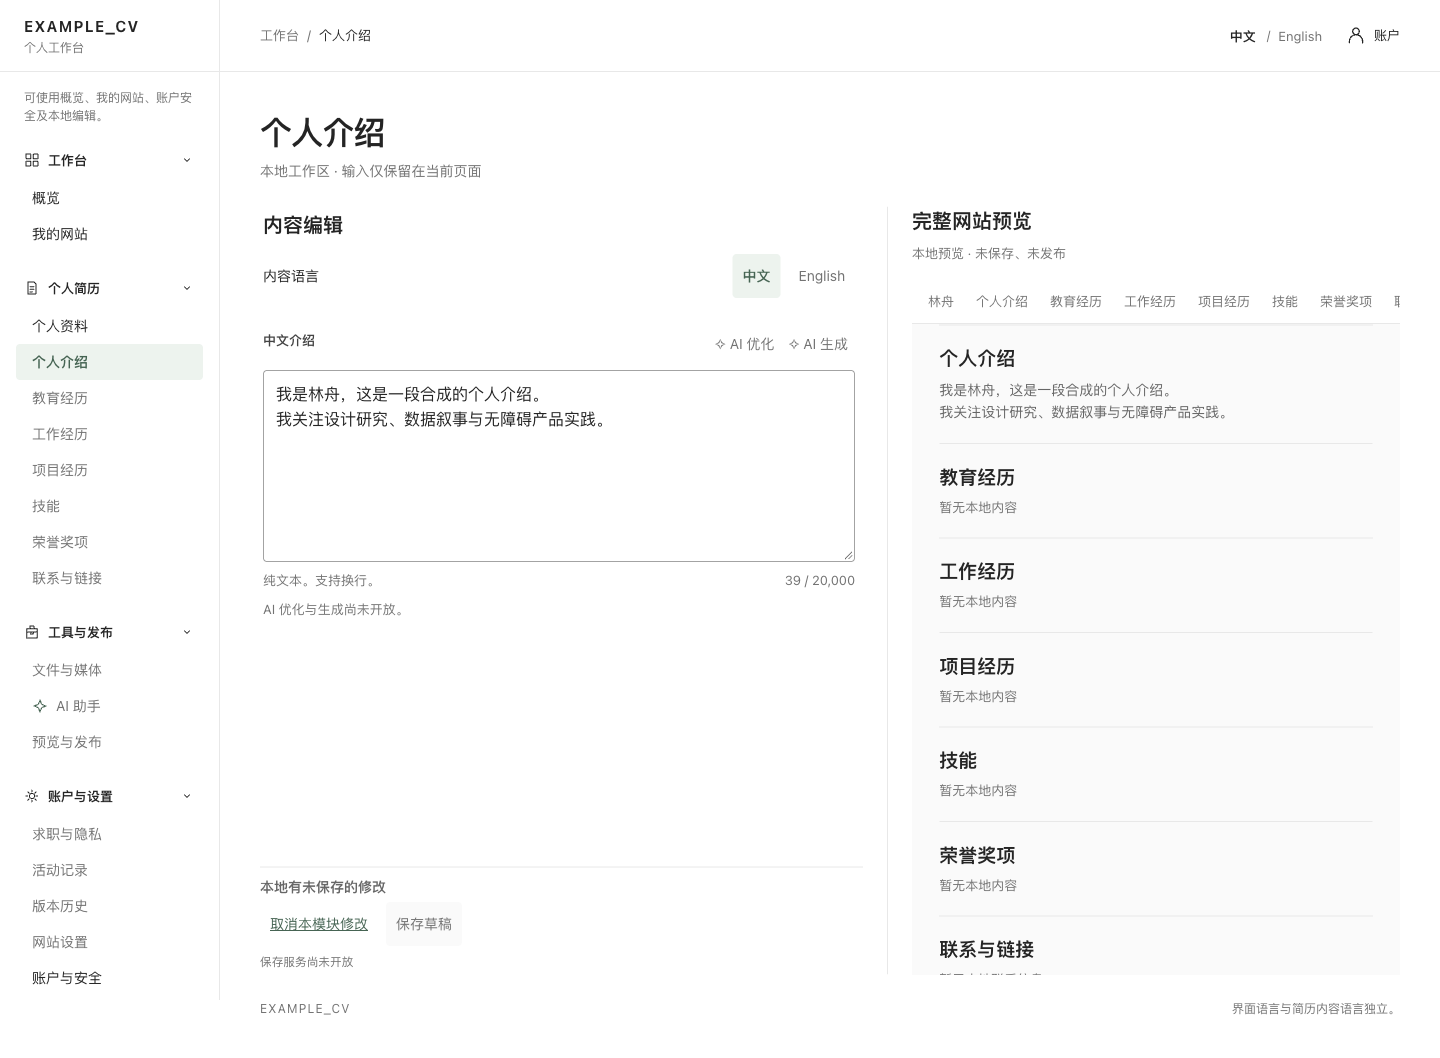 EXAMPLE_CV
个人工作台
工作台 / 个人介绍
中文 / English
账户
可使用概览、我的网站、账户安
全及本地编辑。
工作台
概览
我的网站
个人简历
个人资料
个人介绍
教育经历
工作经历
项目经历
技能
荣誉奖项
联系与链接
工具与发布
文件与媒体
AI 助手
预览与发布
账户与设置
求职与隐私
活动记录
版本历史
网站设置
账户与安全
个人介绍
本地工作区 · 输入仅保留在当前页面
内容编辑
内容语言
中文 English
中文介绍
AI 优化 AI 生成
我是林舟，这是一段合成的个人介绍。
我关注设计研究、数据叙事与无障碍产品实践。
纯文本。支持换行。
39 / 20,000
AI 优化与生成尚未开放。
本地有未保存的修改
取消本模块修改 保存草稿
保存服务尚未开放
完整网站预览
本地预览 · 未保存、未发布
林舟 个人介绍 教育经历 工作经历 项目经历 技能 荣誉奖项
个人介绍
我是林舟，这是一段合成的个人介绍。
我关注设计研究、数据叙事与无障碍产品实践。
教育经历
暂无本地内容
工作经历
暂无本地内容
项目经历
暂无本地内容
技能
暂无本地内容
荣誉奖项
暂无本地内容
联系与链接
EXAMPLE_CV
界面语言与简历内容语言独立。